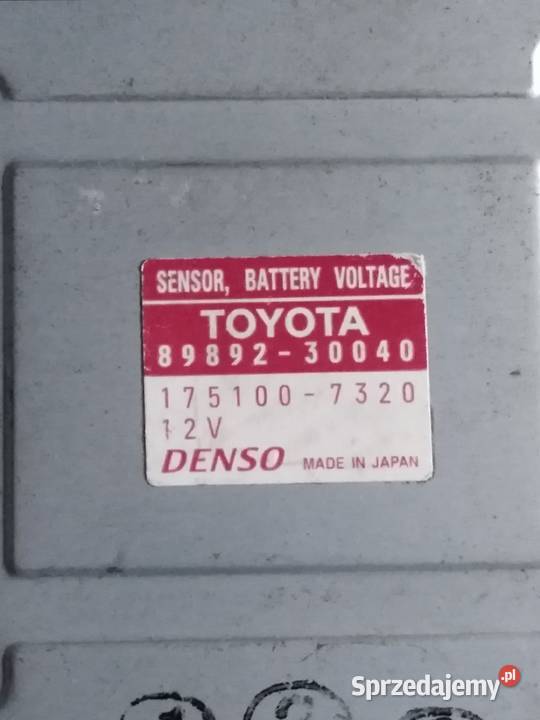 SENSOR, BATTERY VOLTAGE
TOYOTA
89892-30040
175100-7320
12V
DENSO MADE IN JAPAN
Sprzedajemy.pl